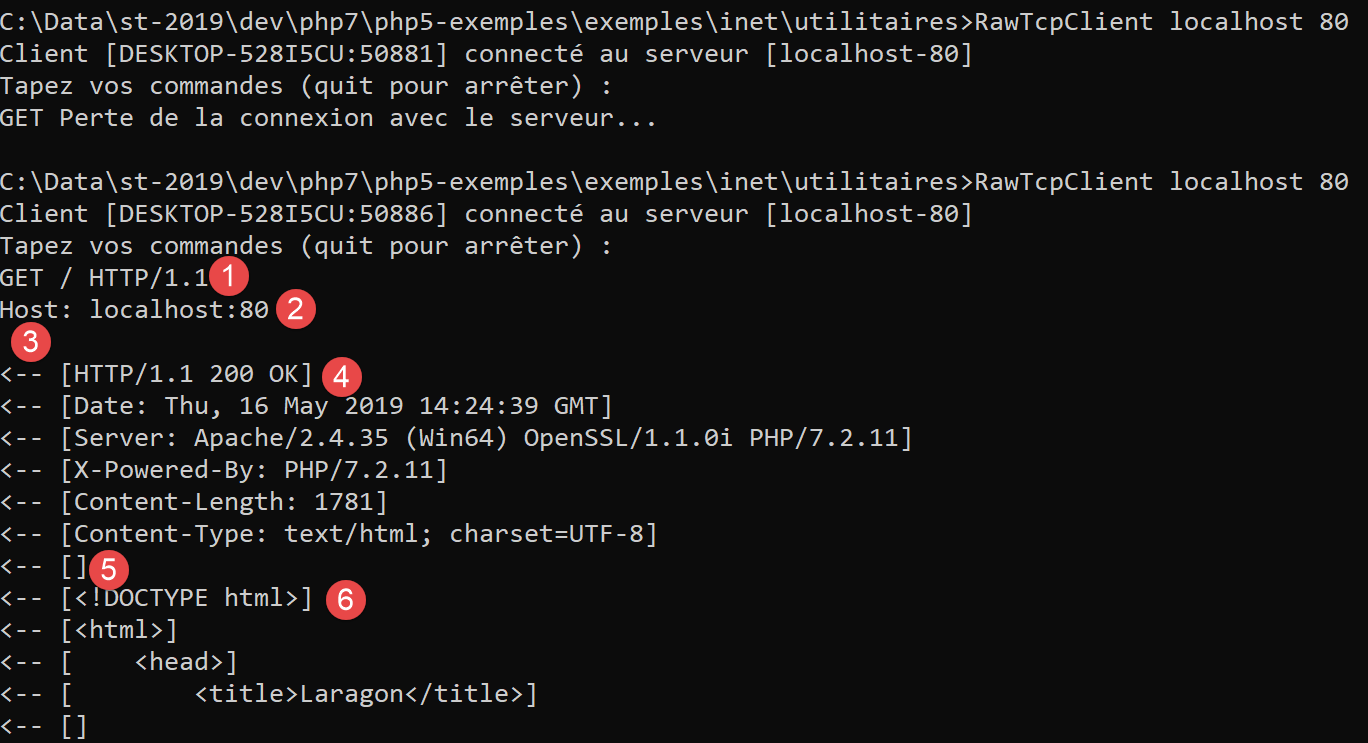 C:\Data\st-2019\dev\php7\php5-exemples\exemples\inet\utilitaires>RawTcpClient localhost 80
Client [DESKTOP-528I5CU:50881] connecté au serveur [localhost-80]
Tapez vos commandes (quit pour arrêter) :
GET Perte de la connexion avec le serveur...
C:\Data\st-2019\dev\php7\php5-exemples\exemples\inet\utilitaires>RawTcpClient localhost 80
Client [DESKTOP-528I5CU:50886] connecté au serveur [localhost-80]
Tapez vos commandes (quit pour arrêter) :
GET / HTTP/1.1 1
Host: localhost:80 2
3
<-- [HTTP/1.1 200 OK] 4
<-- [Date: Thu, 16 May 2019 14:24:39 GMT]
<-- [Server: Apache/2.4.35 (Win64) OpenSSL/1.1.0i PHP/7.2.11]
<-- [X-Powered-By: PHP/7.2.11]
<-- [Content-Length: 1781]
<-- [Content-Type: text/html; charset=UTF-8]
<-- [] 5
<-- [<!DOCTYPE html>] 6
<-- [<html>]
<-- [    <head>]
<-- [        <title>Laragon</title>]
<-- []